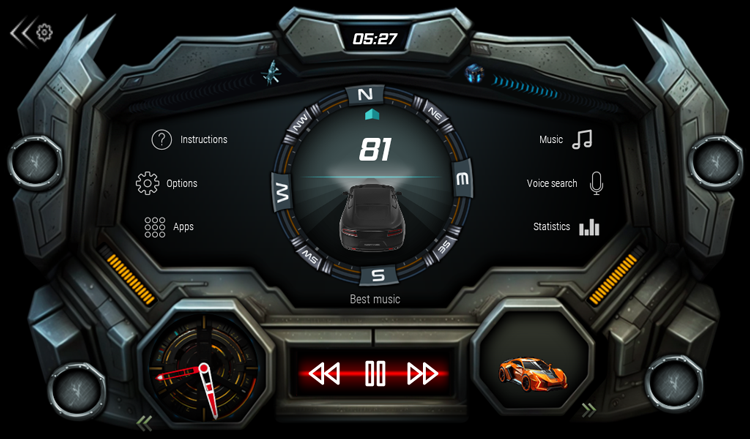 05:27
N
NW
NE
81
Instructions
Music
Options
W
E
Voice search
Apps
Statistics
SW
SE
S
Best music